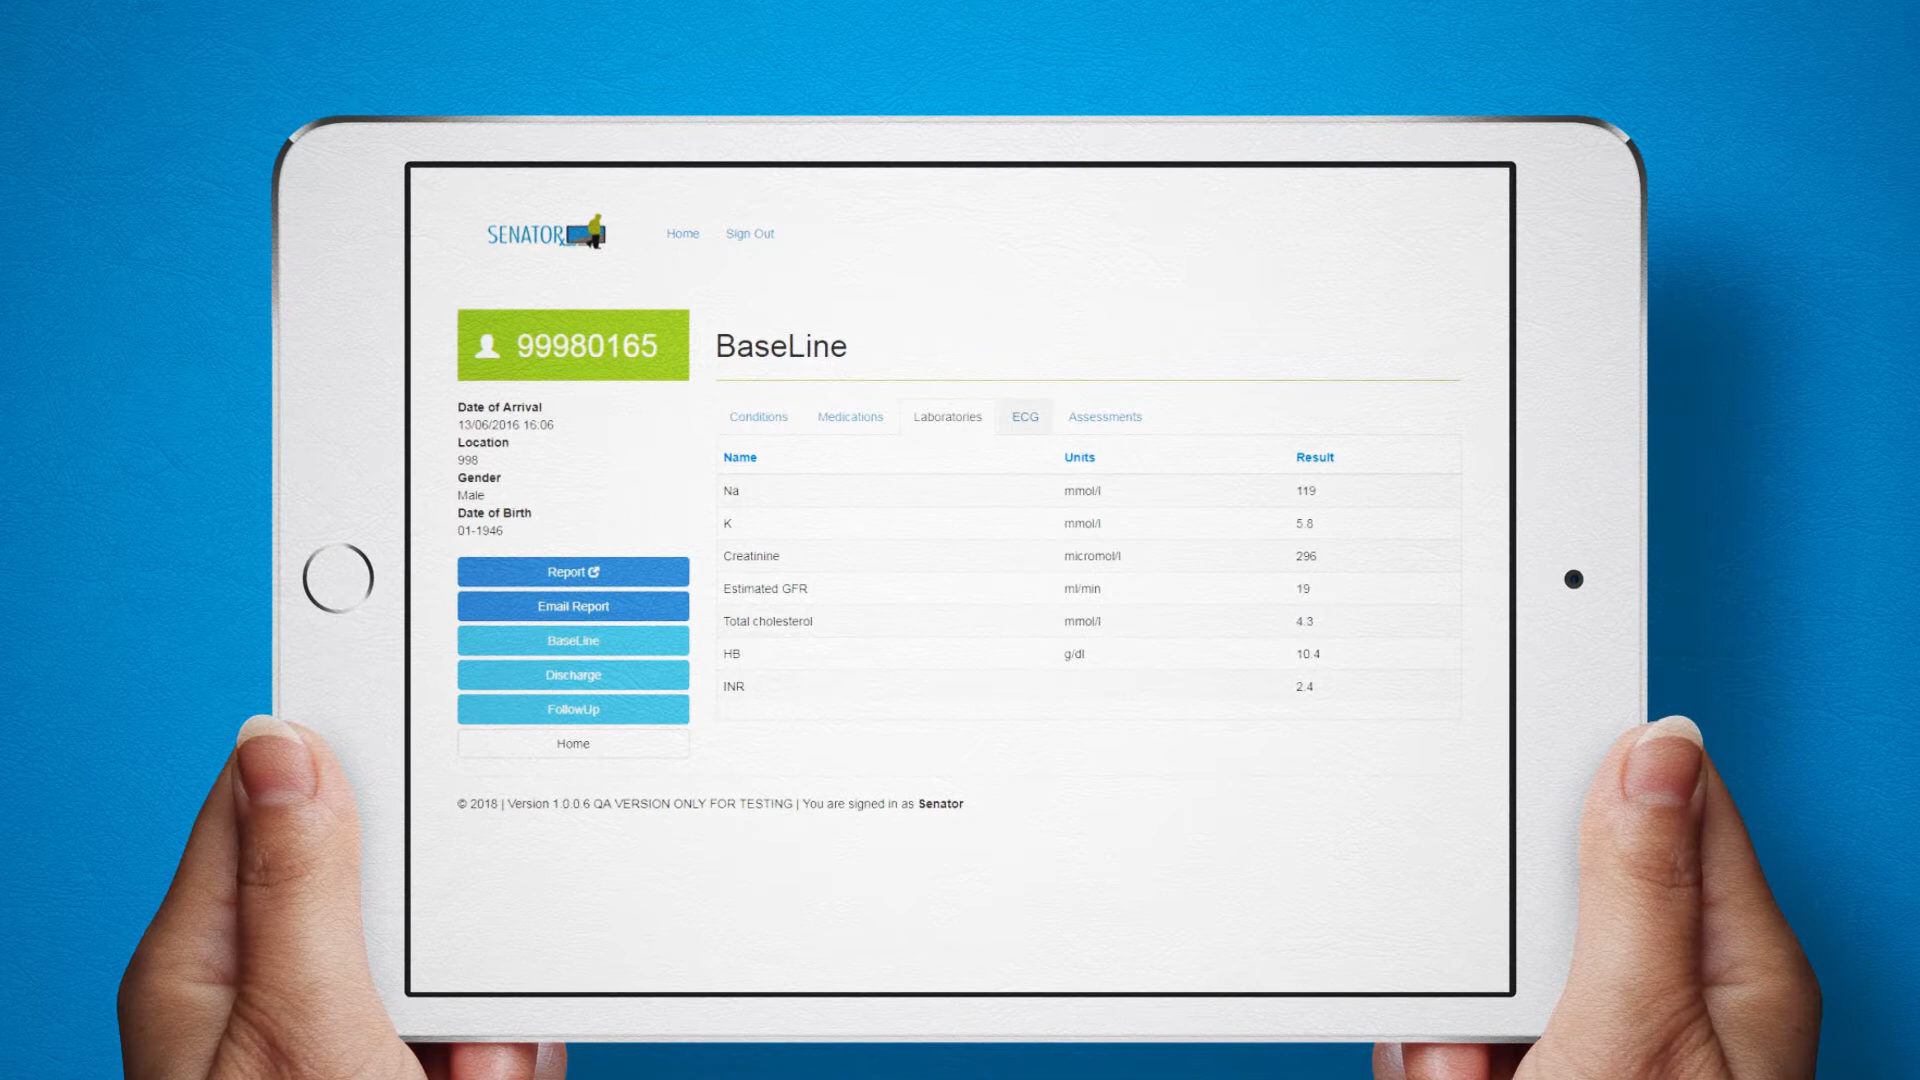 SENATOR
Home Sign Out
99980165
BaseLine
Date of Arrival
13/06/2016 16:06
Location
998
Gender
Male
Date of Birth
01-1946
Report
Email Report
BaseLine
Discharge
FollowUp
Home
Conditions Medications Laboratories ECG Assessments
Name Units Result
Na mmol/l 119
K mmol/l 5.8
Creatinine micromol/l 296
Estimated GFR ml/min 19
Total cholesterol mmol/l 4.3
HB g/dl 10.4
INR 2.4
© 2018 | Version 1.0.0.6 QA VERSION ONLY FOR TESTING | You are signed in as Senator